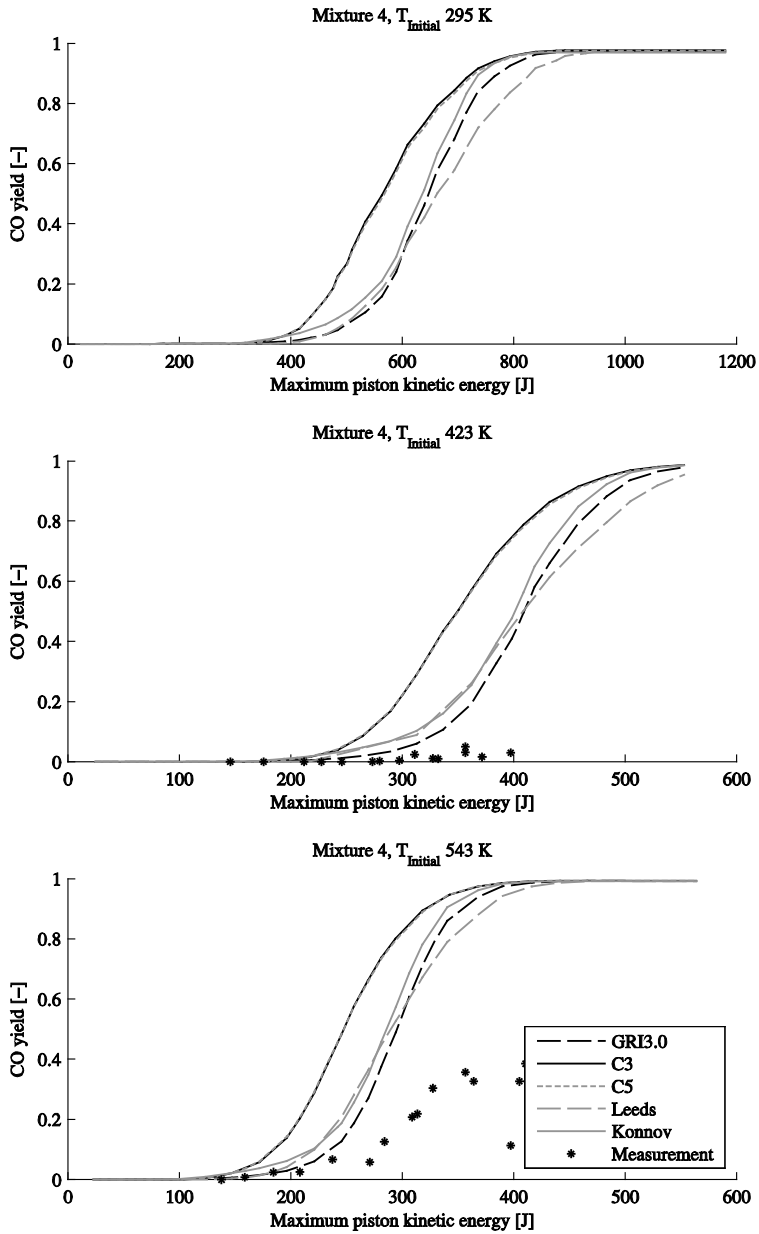 Mixture 4, TInitial 295 K
1
0.8
0.6
0.4
0.2
0
CO yield [–]
0 200 400 600 800 1000 1200
Maximum piston kinetic energy [J]
Mixture 4, TInitial 423 K
1
0.8
0.6
0.4
0.2
0
CO yield [–]
0 100 200 300 400 500 600
Maximum piston kinetic energy [J]
Mixture 4, TInitial 543 K
1
0.8
0.6
0.4
0.2
0
CO yield [–]
GRI3.0
C3
C5
Leeds
Konnov
Measurement
0 100 200 300 400 500 600
Maximum piston kinetic energy [J]